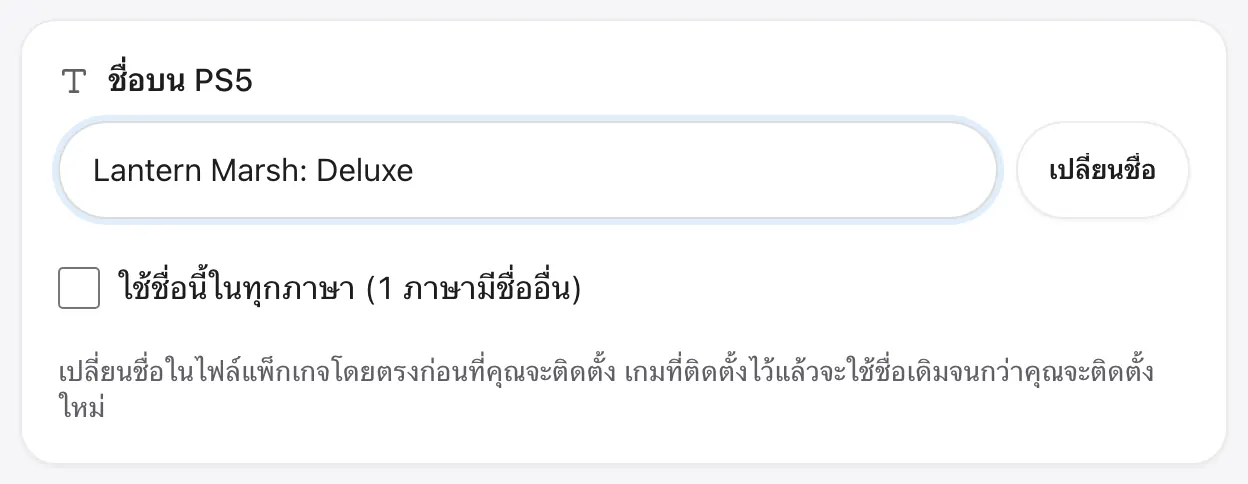 ชื่อบน PS5
Lantern Marsh: Deluxe
เปลี่ยนชื่อ
ใช้ชื่อนี้ในทุกภาษา (1 ภาษามีชื่ออื่น)
เปลี่ยนชื่อในไฟล์แพ็กเกจโดยตรงก่อนที่คุณจะติดตั้ง เกมที่ติดตั้งไว้แล้วจะใช้ชื่อเดิมจนกว่าคุณจะติดตั้ง
ใหม่